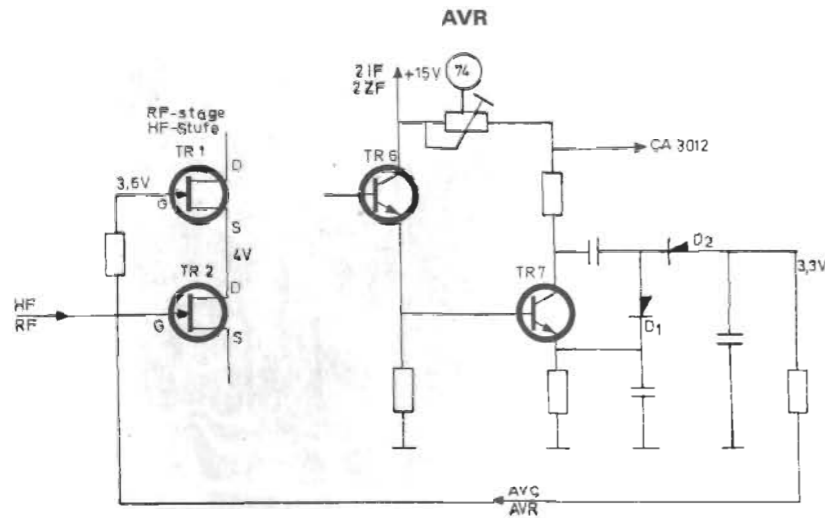 AVR
2 IF
2 ZF
+15V
74
RF-stage
HF-Stufe
TR 1
D
3,6V
G
S
4V
TR 2
D
HF
RF
G
S
TR 6
CA 3012
TR 7
D2
D1
3,3V
AVC
AVR